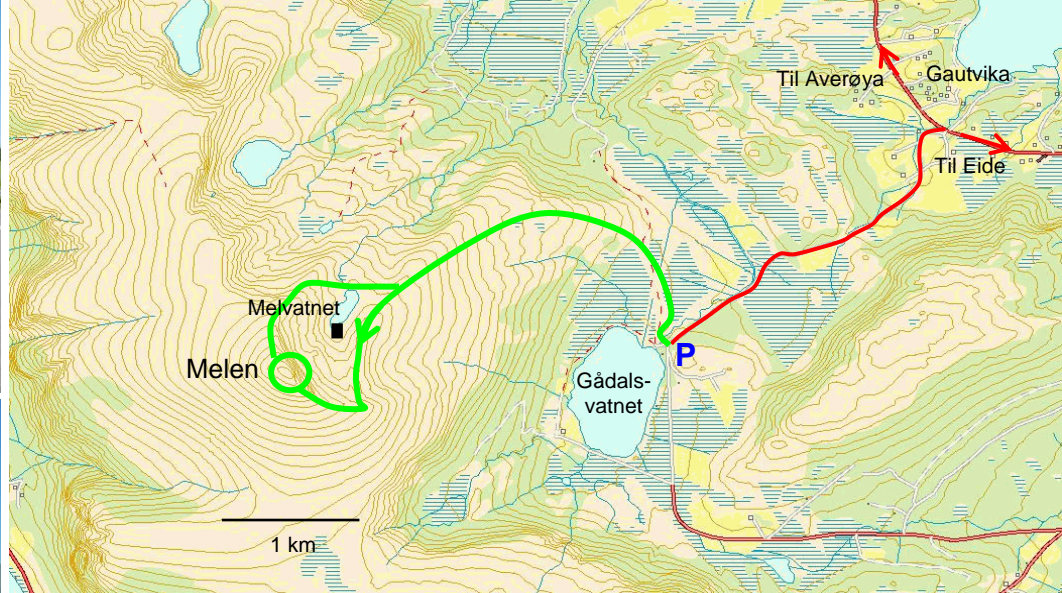 Til Averøya
Gautvika
Til Eide
Melvatnet
Melen
P
Gådals-
vatnet
1 km